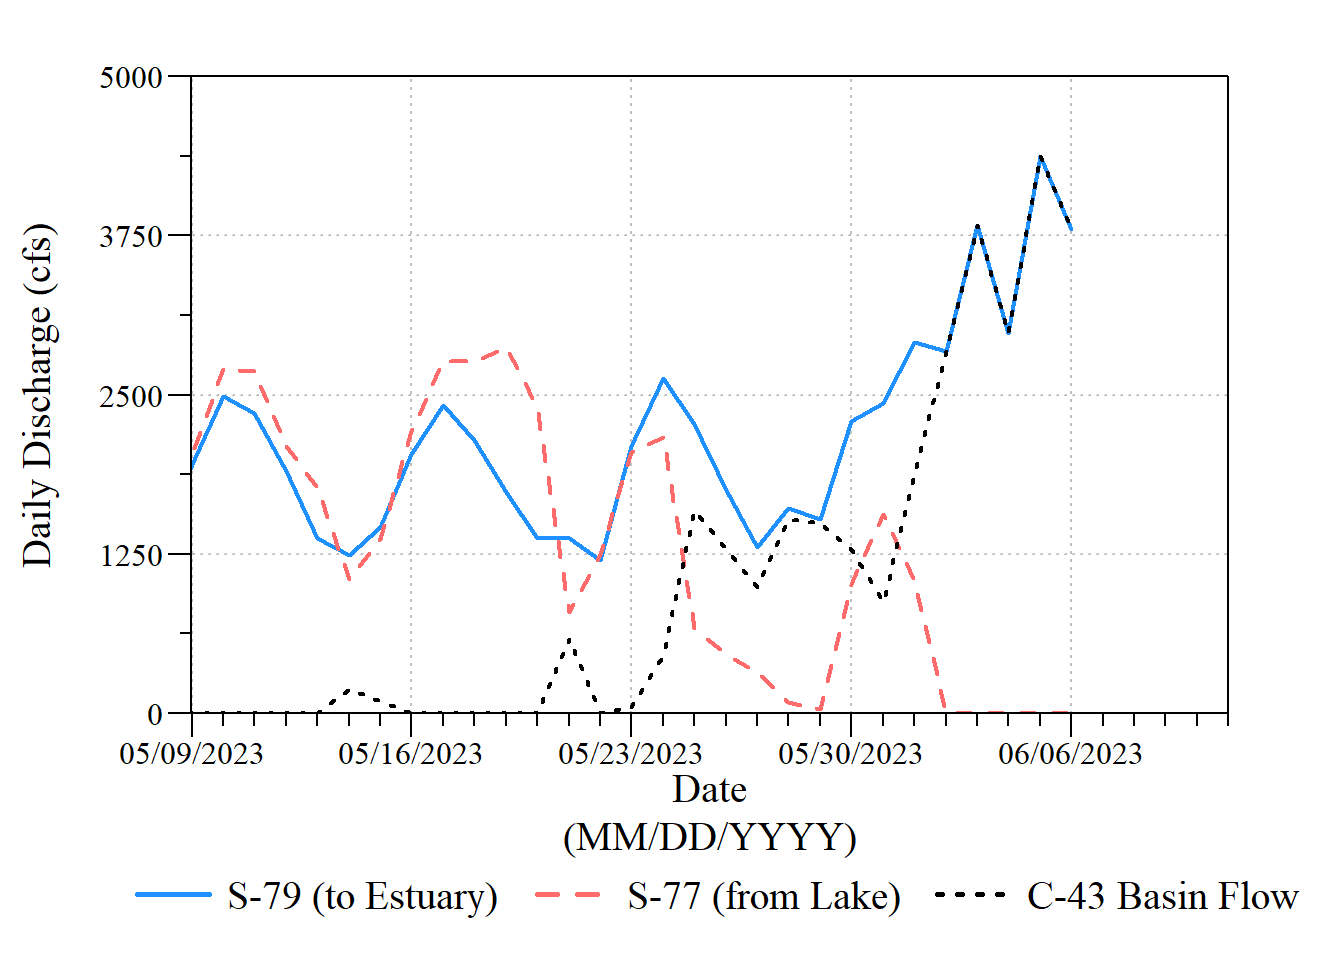 5000
3750
2500
1250
0
Daily Discharge (cfs)
05/09/2023 05/16/2023 05/23/2023 05/30/2023 06/06/2023
Date
(MM/DD/YYYY)
S-79 (to Estuary) S-77 (from Lake) C-43 Basin Flow